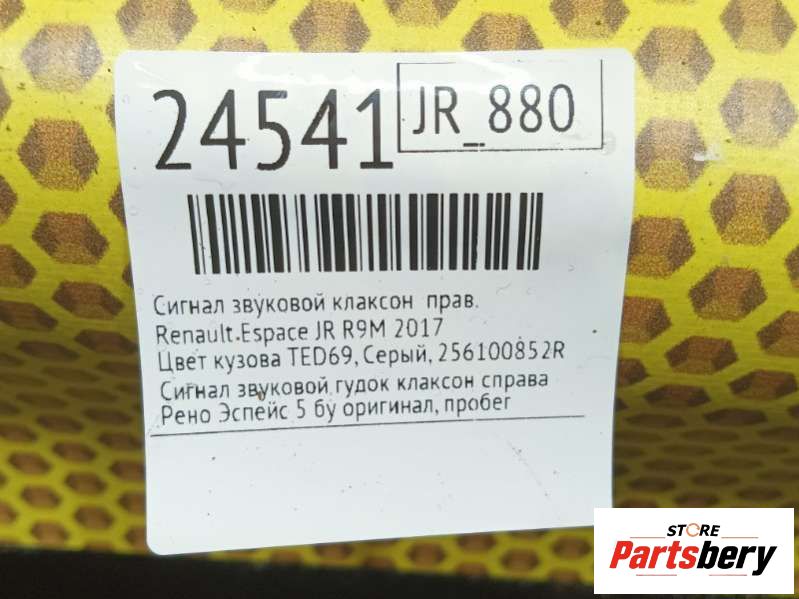 24541
JR_880
Сигнал звуковой клаксон прав.
Renault Espace JR R9M 2017
Цвет кузова TED69, Серый, 256100852R
Сигнал звуковой гудок клаксон справа
Рено Эспейс 5 бу оригинал, пробег
STORE
Partsbery